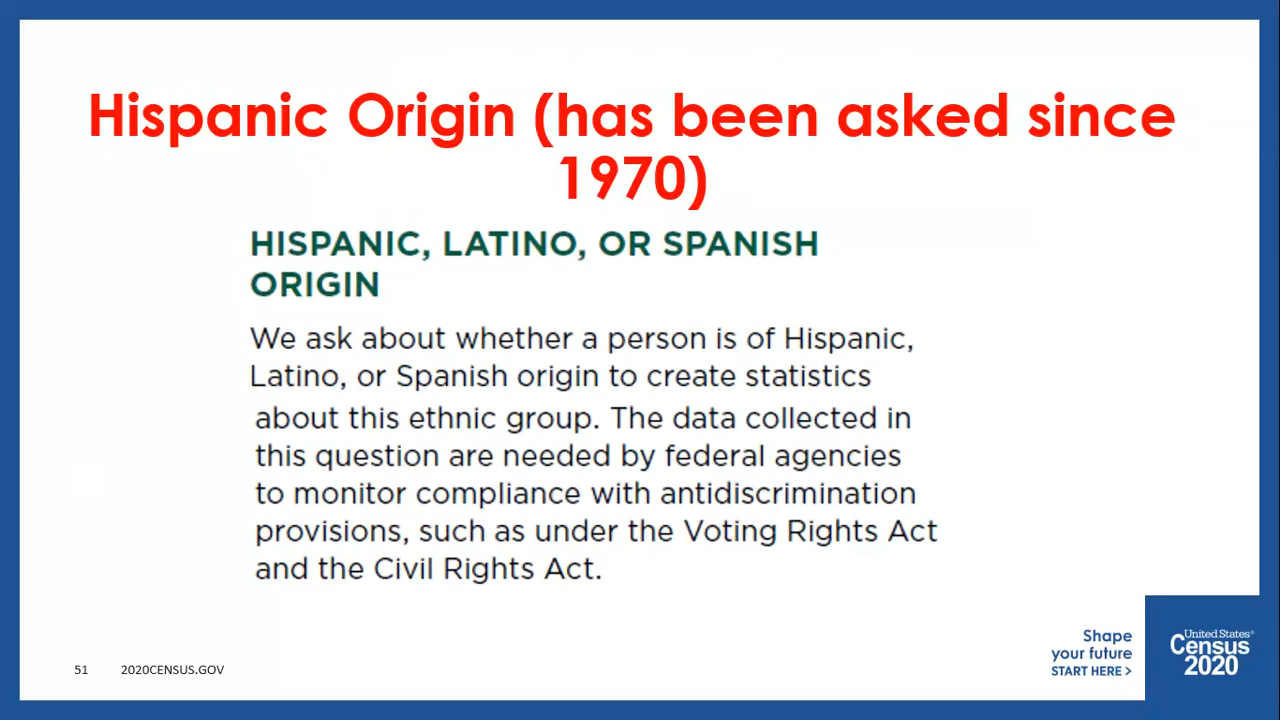 Hispanic Origin (has been asked since
1970)
HISPANIC, LATINO, OR SPANISH
ORIGIN
We ask about whether a person is of Hispanic,
Latino, or Spanish origin to create statistics
about this ethnic group. The data collected in
this question are needed by federal agencies
to monitor compliance with antidiscrimination
provisions, such as under the Voting Rights Act
and the Civil Rights Act.
Shape
your future
START HERE >
United States®
Census
2020
51 2020CENSUS.GOV